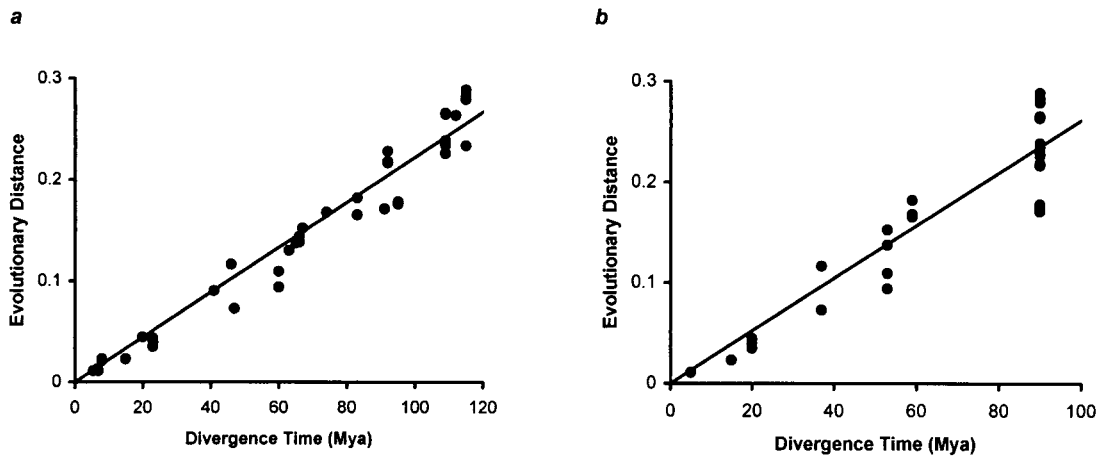 a
b
0.3
0.2
0.1
0
Evolutionary Distance
0 20 40 60 80 100 120
Divergence Time (Mya)
0.3
0.2
0.1
0
Evolutionary Distance
0 20 40 60 80 100
Divergence Time (Mya)